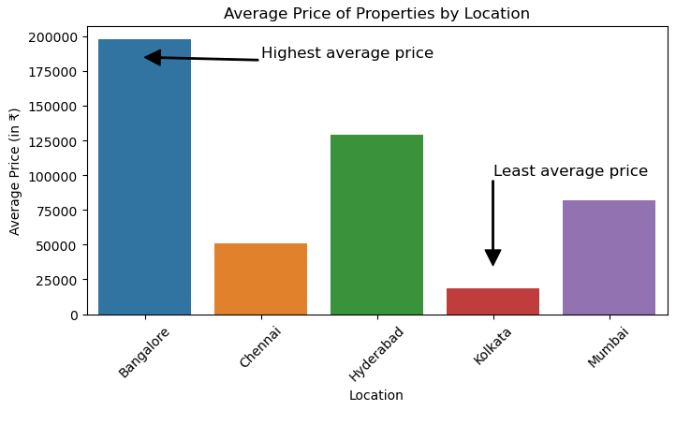 Average Price of Properties by Location
200000
175000
150000
125000
100000
75000
50000
25000
0
Average Price (in ₹)
Highest average price
Least average price
Bangalore
Chennai
Hyderabad
Kolkata
Mumbai
Location